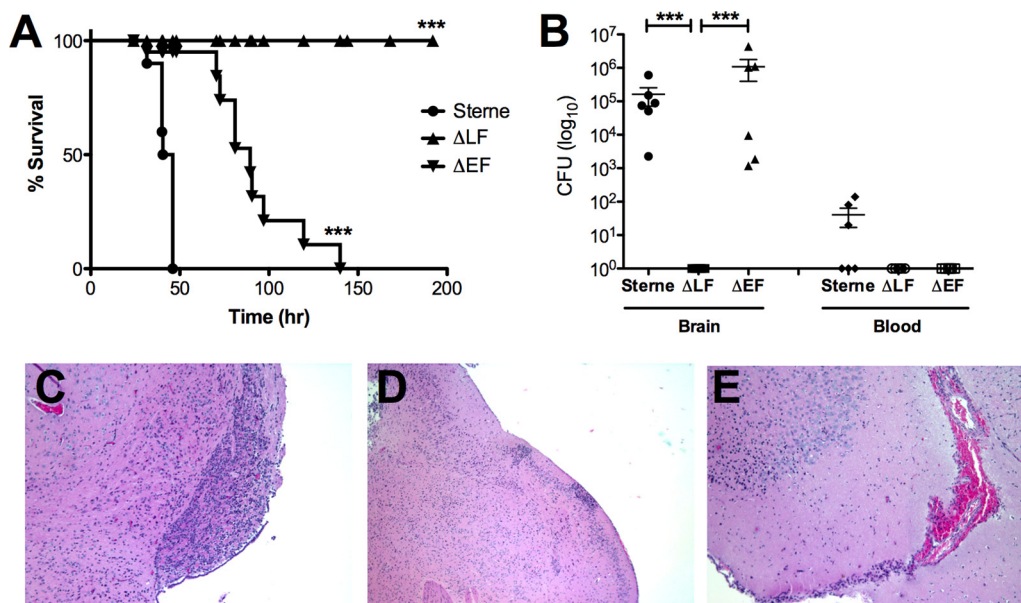 A
% Survival
100
50
0
0 50 100 150 200
Time (hr)
***
***
Sterne
ΔLF
ΔEF
B
CFU (log10)
10⁷
10⁶
10⁵
10⁴
10³
10²
10¹
10⁰
*** ***
Sterne ΔLF ΔEF Sterne ΔLF ΔEF
Brain Blood
C D E